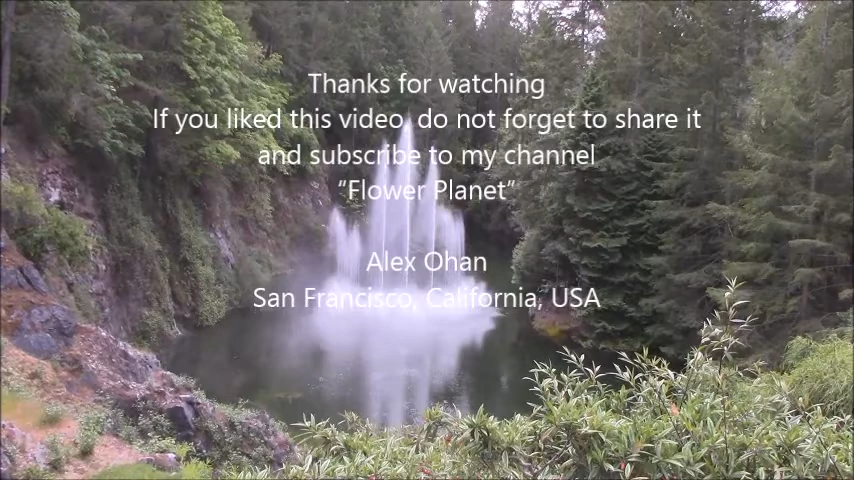 Thanks for watching
If you liked this video, do not forget to share it
and subscribe to my channel
“Flower Planet”
Alex Ohan
San Francisco, California, USA